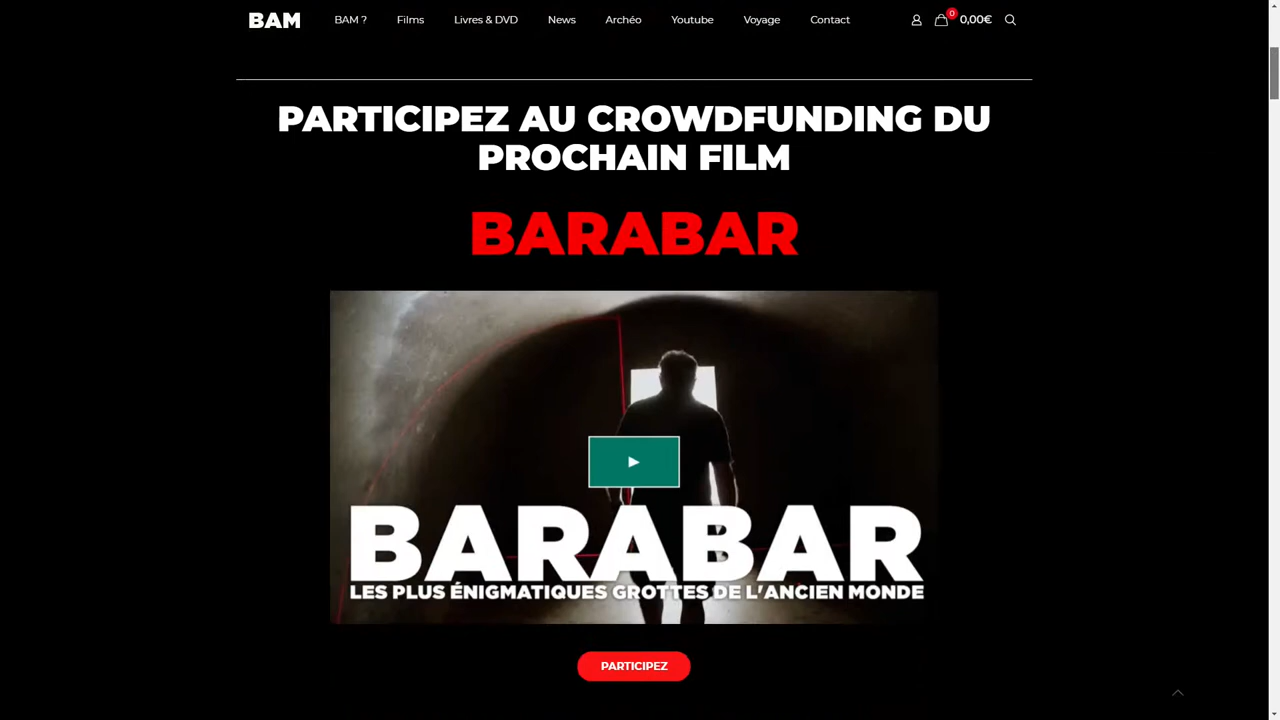 BAM
BAM ? Films Livres & DVD News Archéo Youtube Voyage Contact 0 0,00€
PARTICIPEZ AU CROWDFUNDING DU
PROCHAIN FILM
BARABAR
BARABAR
LES PLUS ÉNIGMATIQUES GROTTES DE L'ANCIEN MONDE
PARTICIPEZ